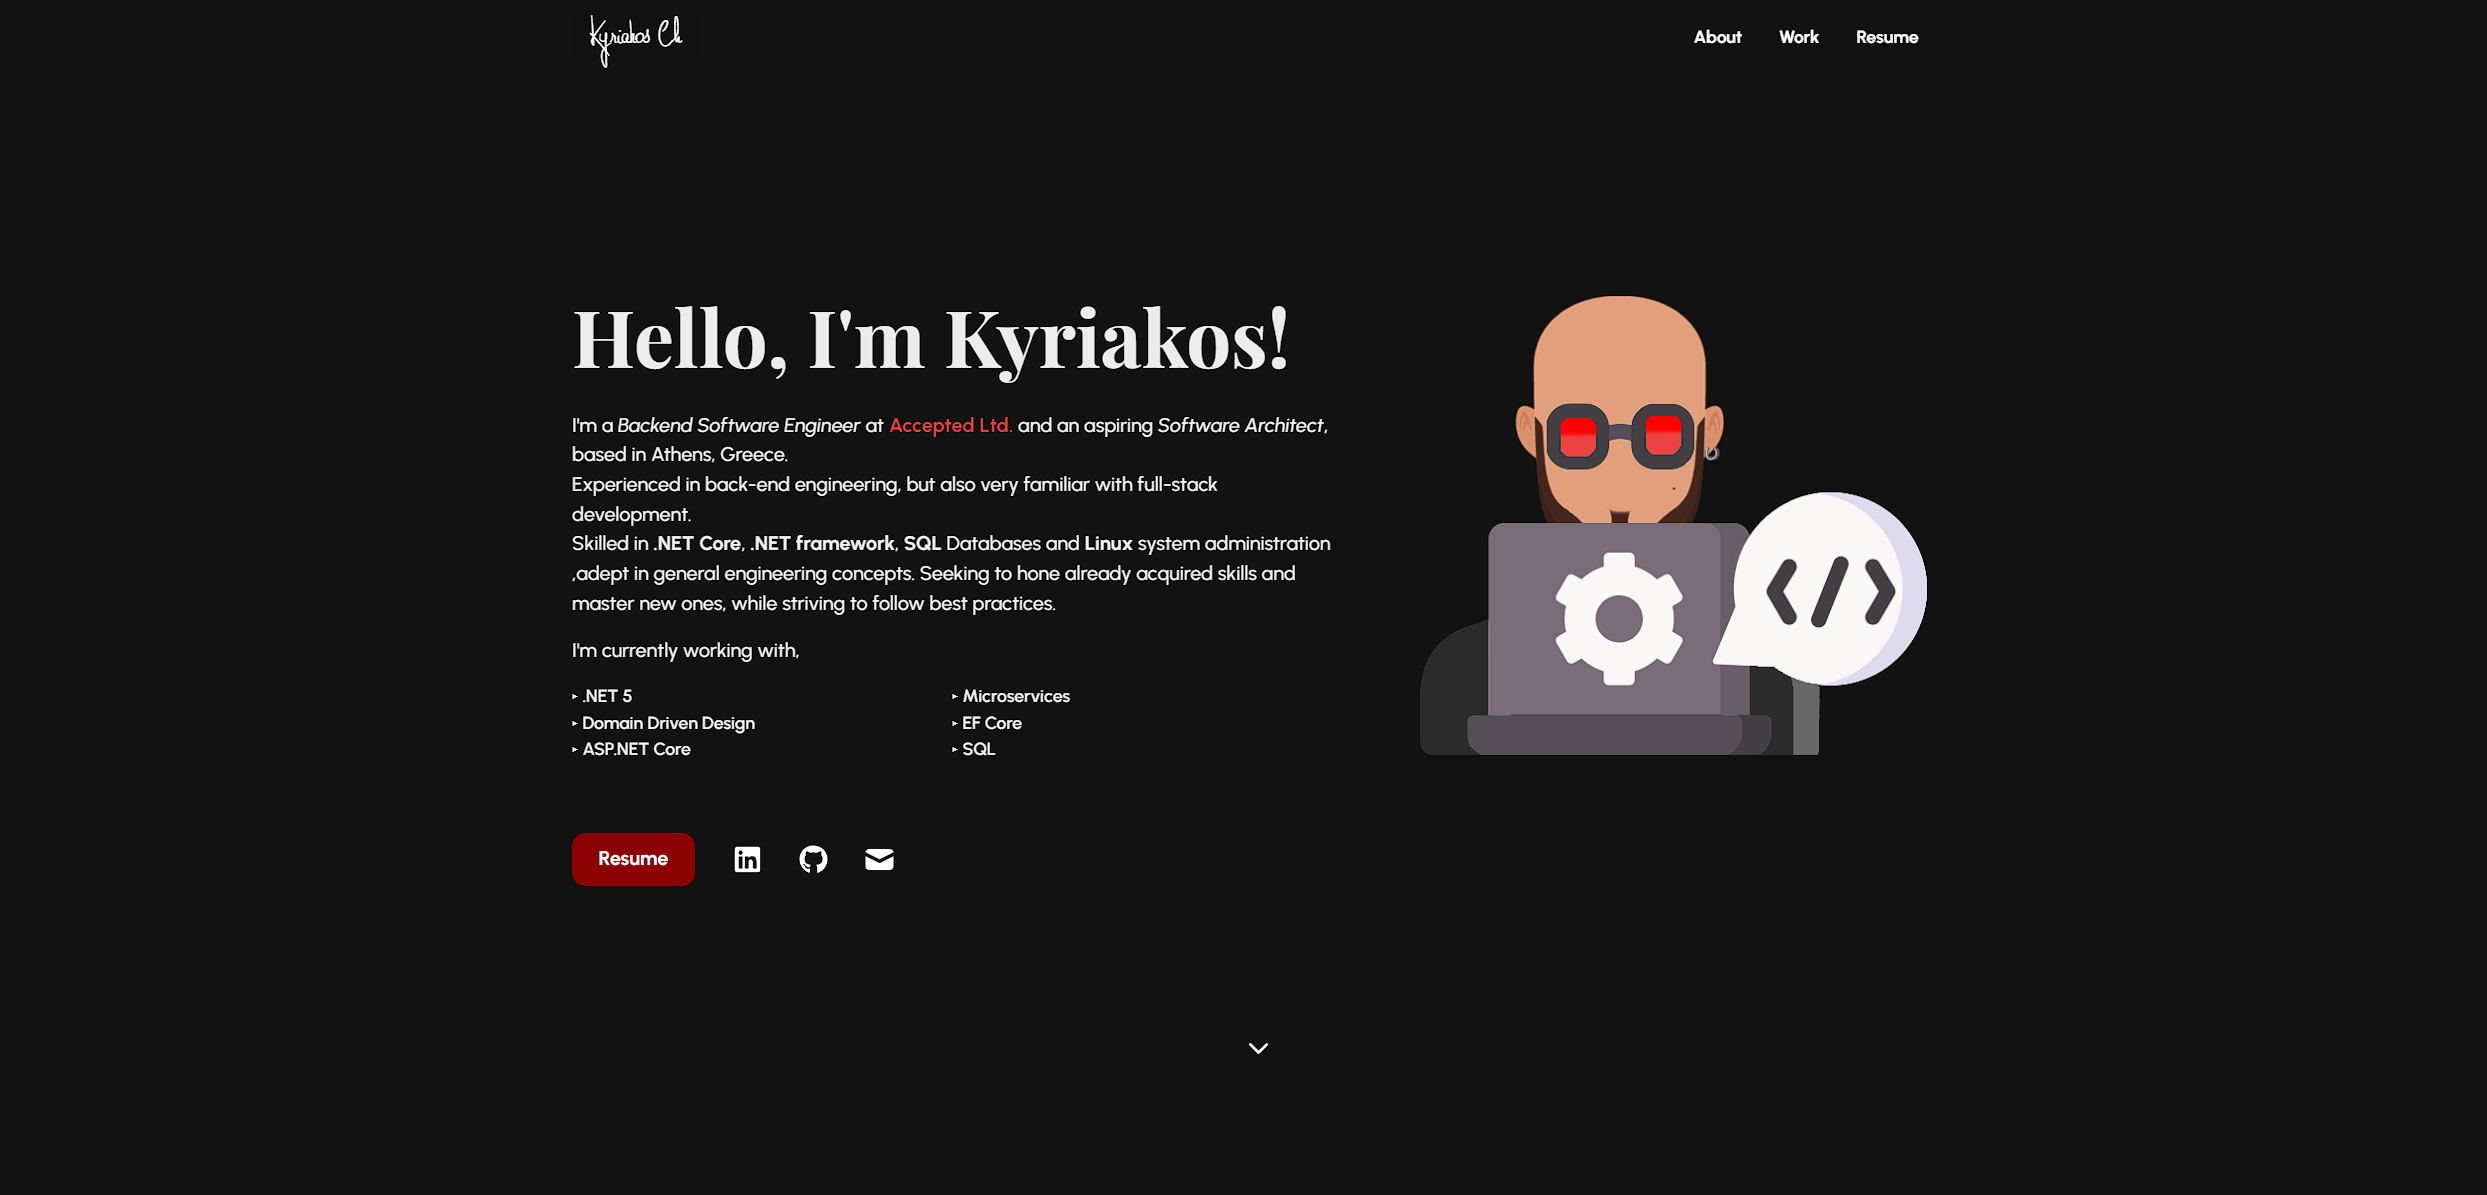 Kyriakos Ch
About Work Resume
Hello, I'm Kyriakos!
I'm a Backend Software Engineer at Accepted Ltd. and an aspiring Software Architect,
based in Athens, Greece.
Experienced in back-end engineering, but also very familiar with full-stack
development.
Skilled in .NET Core, .NET framework, SQL Databases and Linux system administration
,adept in general engineering concepts. Seeking to hone already acquired skills and
master new ones, while striving to follow best practices.
I'm currently working with,
‣ .NET 5
‣ Domain Driven Design
‣ ASP.NET Core
‣ Microservices
‣ EF Core
‣ SQL
</>
Resume
in